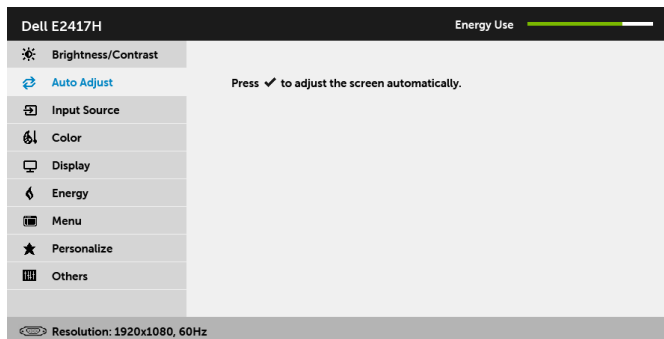 Dell E2417H
Energy Use
Brightness/Contrast
Auto Adjust
Press ✔ to adjust the screen automatically.
Input Source
Color
Display
Energy
Menu
Personalize
Others
Resolution: 1920x1080, 60Hz